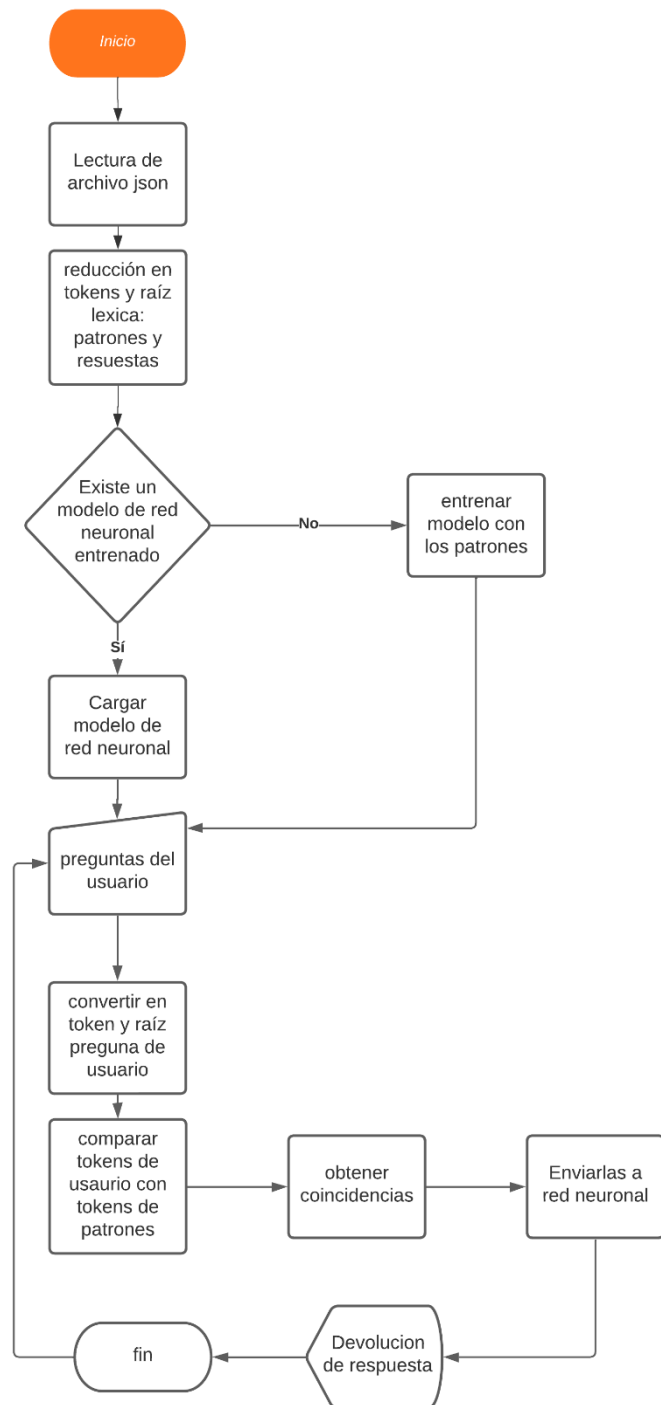 Inicio
Lectura de
archivo json
reducción en
tokens y raíz
lexica:
patrones y
resuestas
Existe un
modelo de red
neuronal
entrenado
No
entrenar
modelo con
los patrones
Sí
Cargar
modelo de
red neuronal
preguntas del
usuario
convertir en
token y raíz
preguna de
usuario
comparar
tokens de
usaurio con
tokens de
patrones
obtener
coincidencias
Enviarlas a
red neuronal
Devolucion
de respuesta
fin